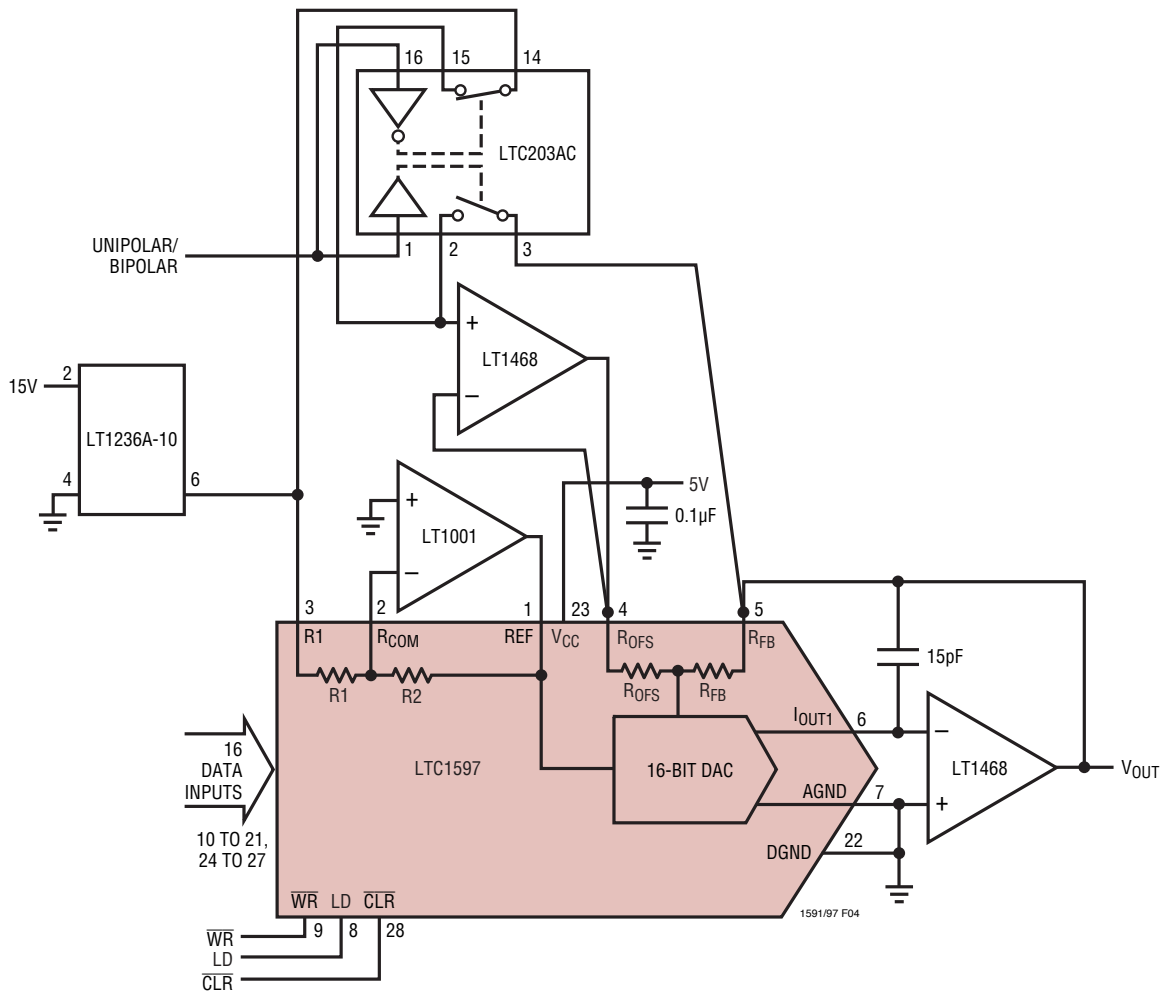 16 15 14
LTC203AC
UNIPOLAR/
BIPOLAR
1 2 3
+
LT1468
−
15V
2
LT1236A-10
4
6
+
LT1001
−
5V
0.1µF
3 2 1 23 4 5
R1 RCOM REF VCC ROFS RFB
R1 R2 ROFS RFB
15pF
16
DATA
INPUTS
10 TO 21,
24 TO 27
LTC1597
16-BIT DAC
IOUT1 6
AGND 7
DGND 22
−
LT1468
+
VOUT
WR LD CLR
9 8 28
WR
LD
CLR
1591/97 F04